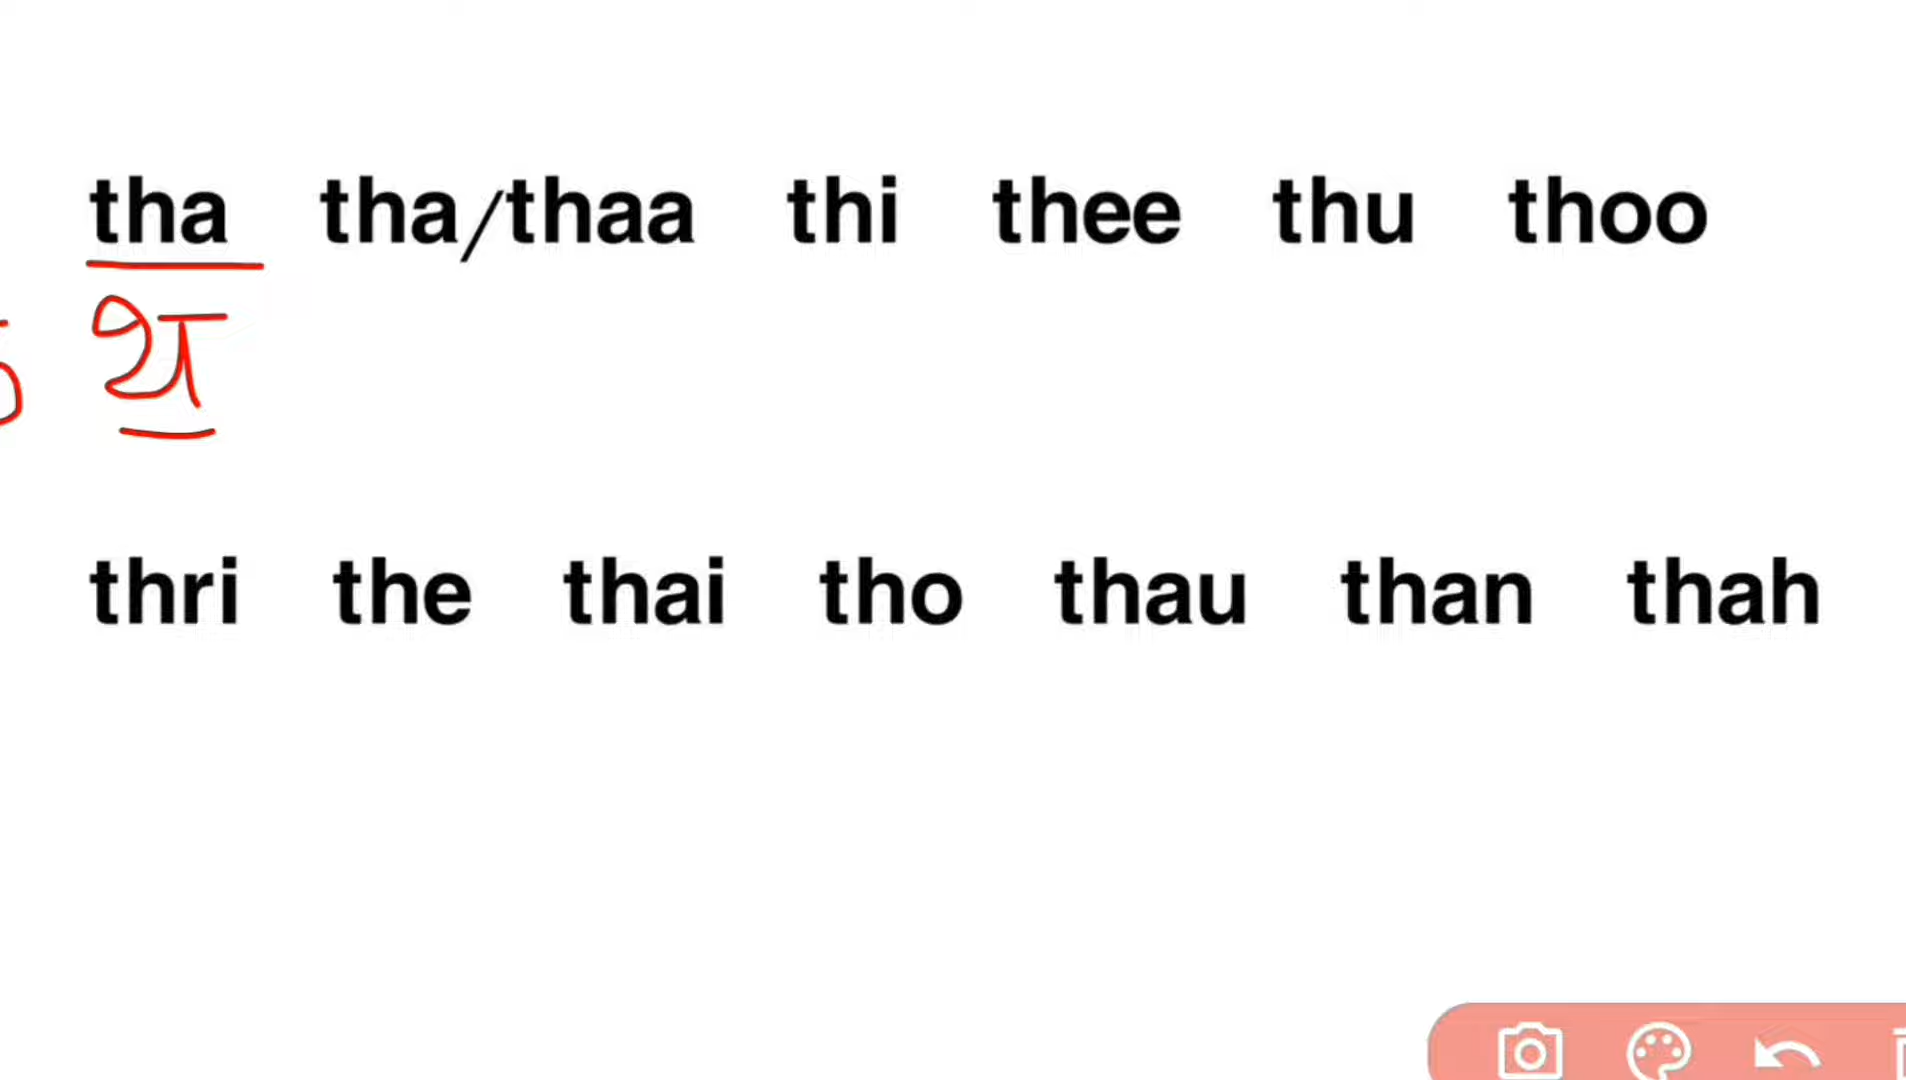 tha tha/thaa thi thee thu thoo
थ
thri the thai tho thau than thah